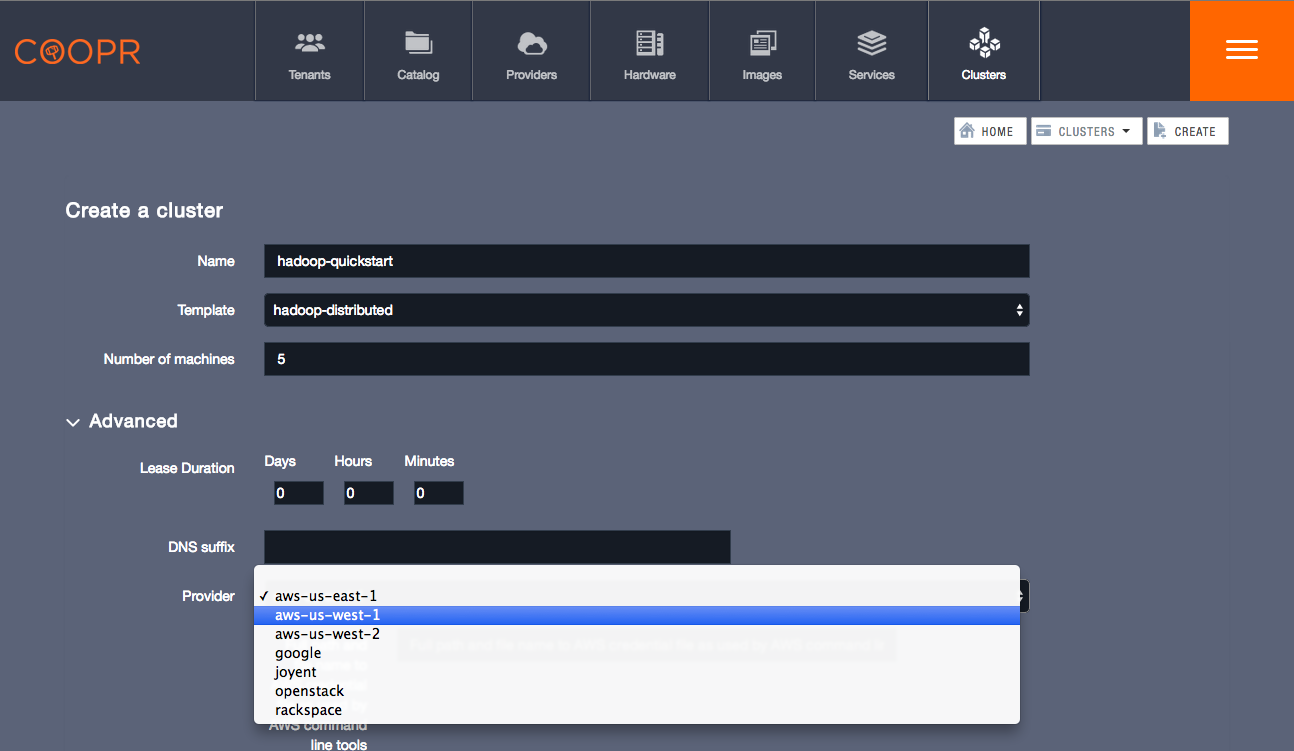 COOPR
Tenants
Catalog
Providers
Hardware
Images
Services
Clusters
HOME
CLUSTERS
CREATE
Create a cluster
Name
hadoop-quickstart
Template
hadoop-distributed
Number of machines
5
Advanced
Lease Duration
Days Hours Minutes
0 0 0
DNS suffix
Provider
✓ aws-us-east-1
aws-us-west-1
aws-us-west-2
google
joyent
openstack
rackspace
AWS command
line tools